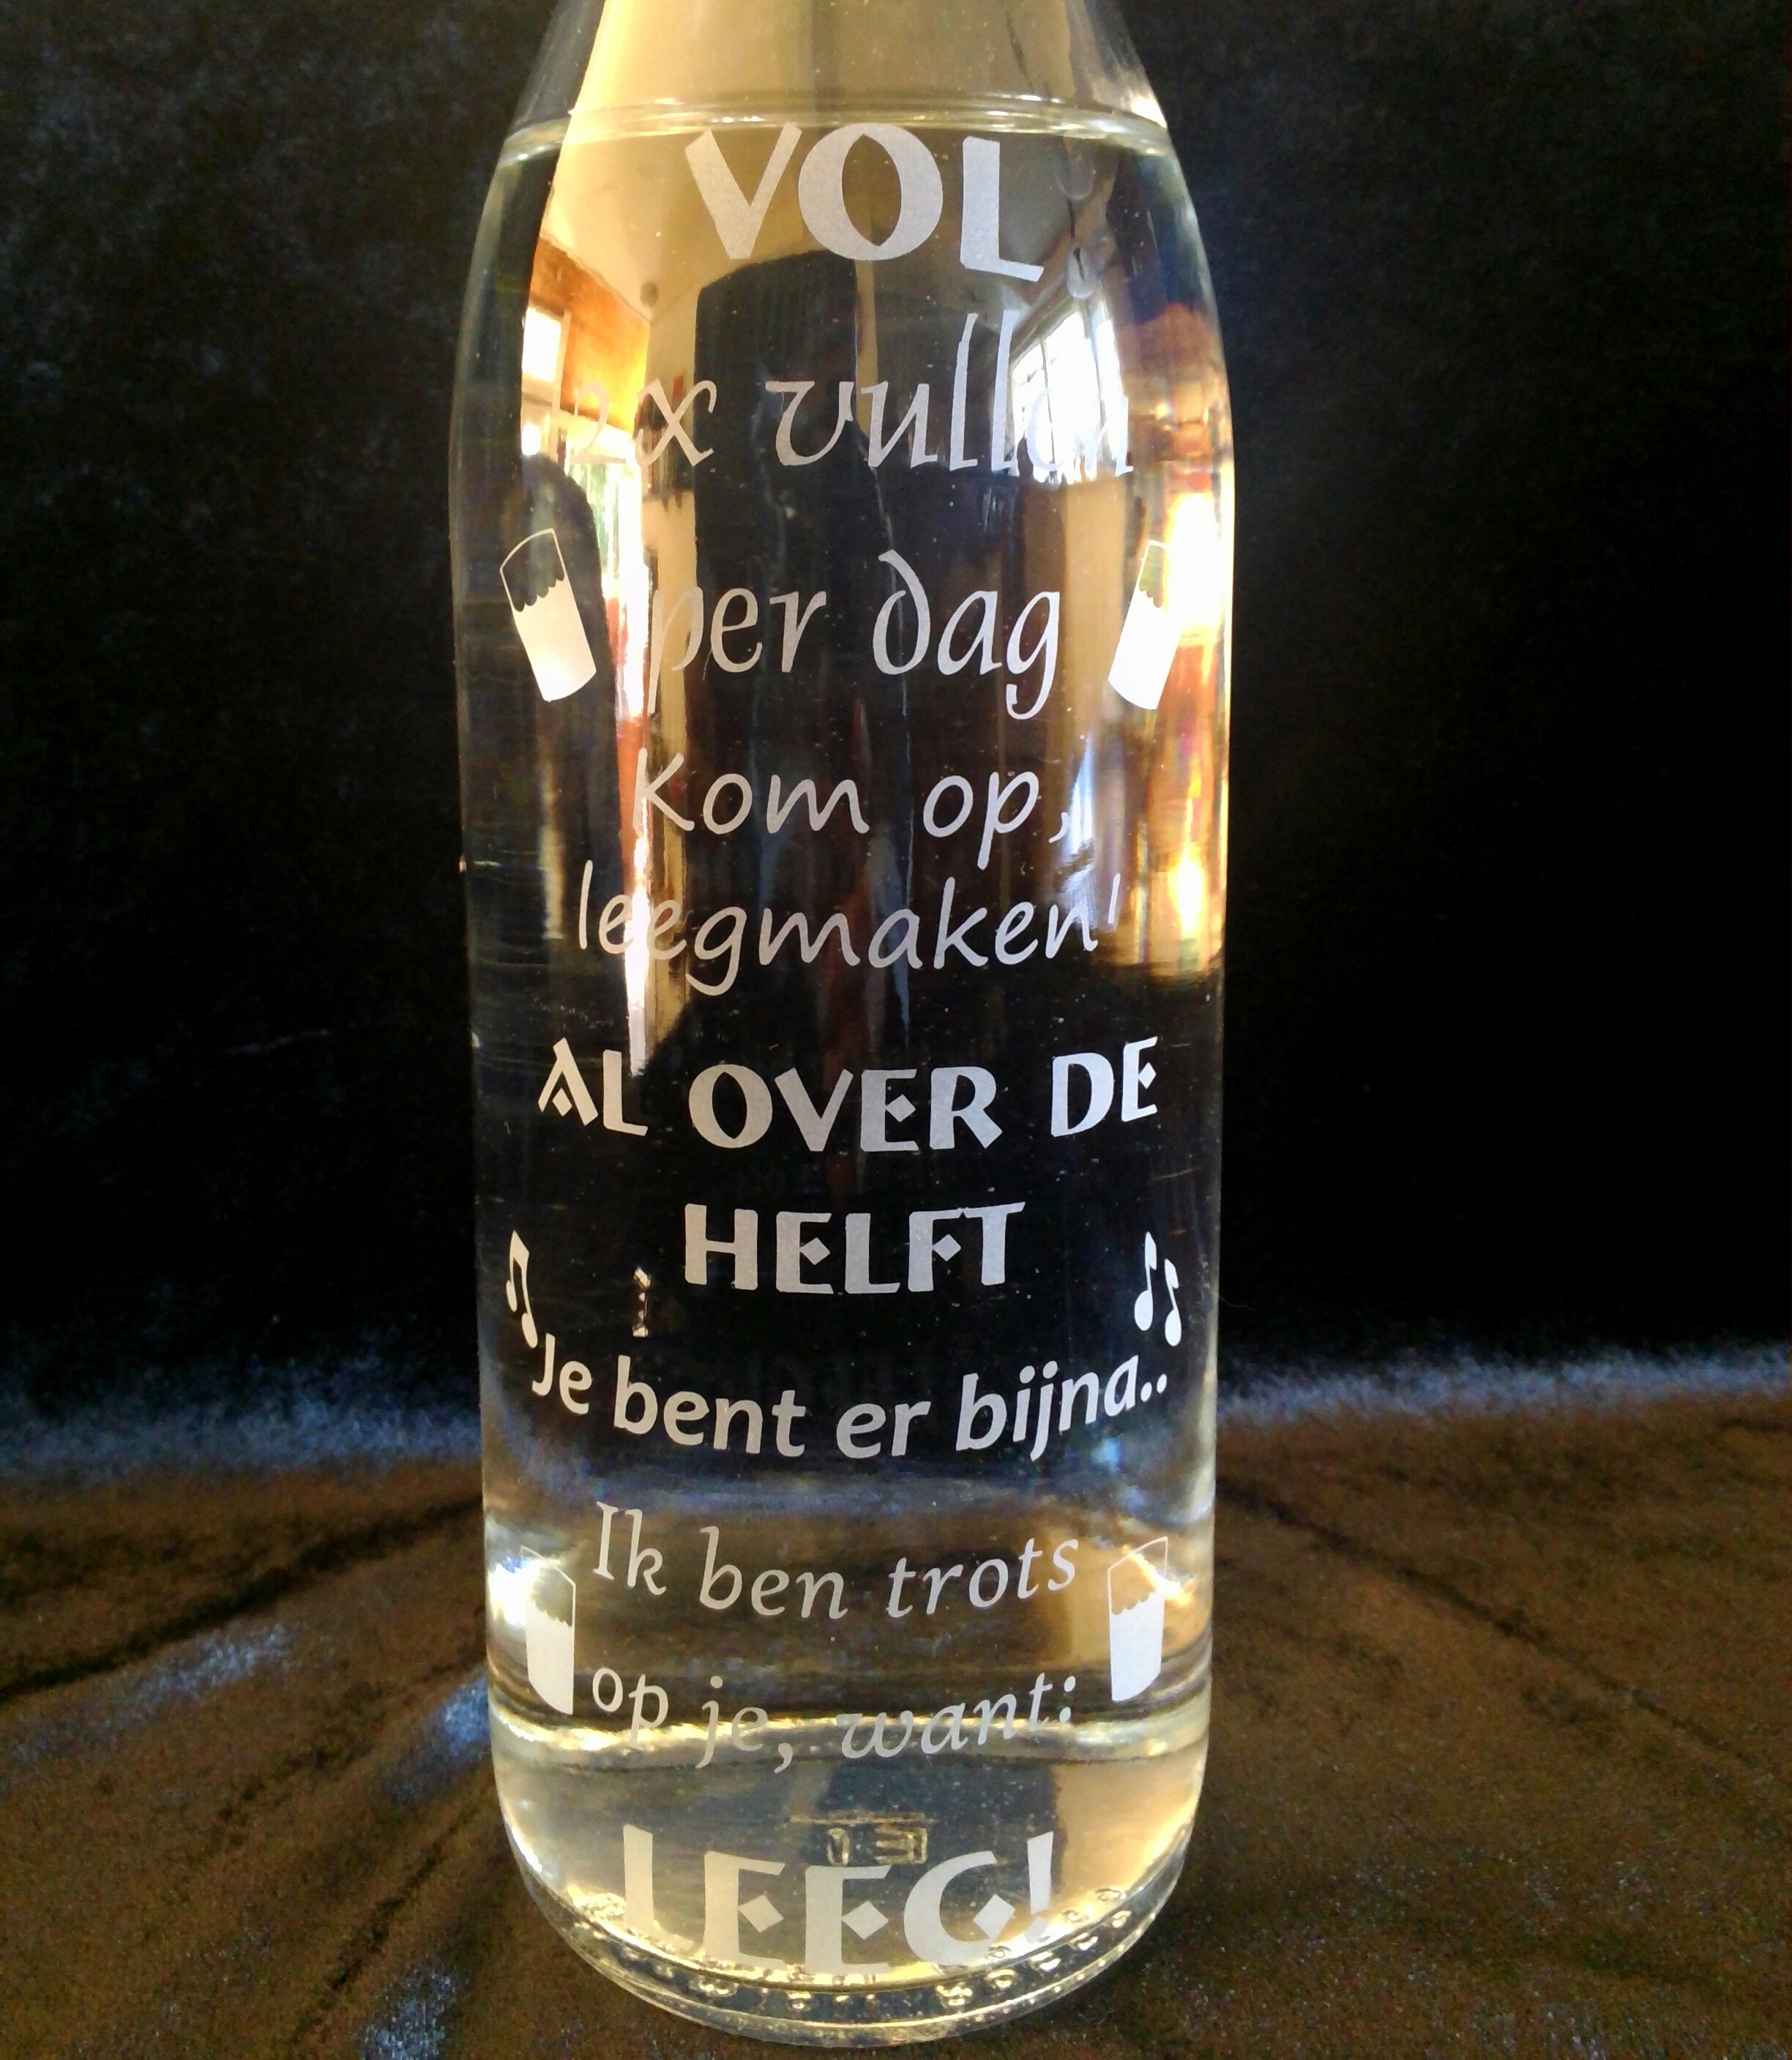 VOL
vullen
per dag
Kom op,
leegmaken!
AL OVER DE
HELFT
Je bent er bijna..
Ik ben trots
op je, want:
LEEG!